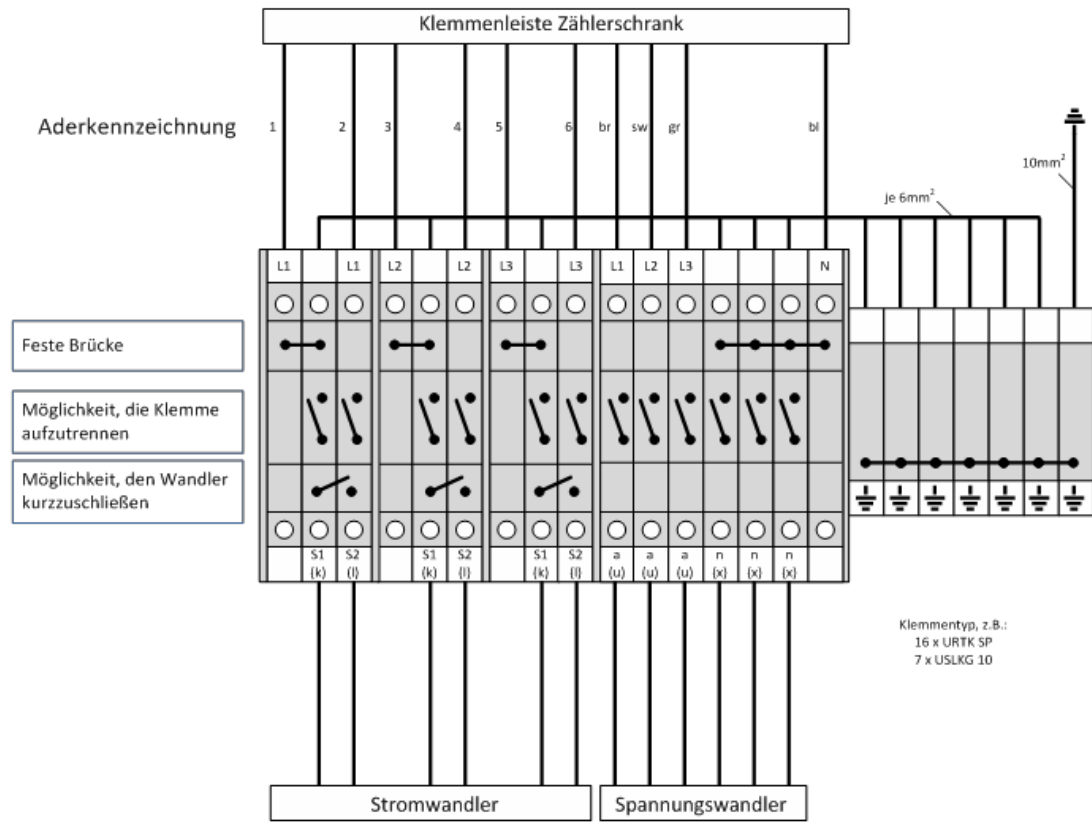 Klemmenleiste Zählerschrank
Aderkennzeichnung
1 2 3 4 5 6 br sw gr bl
10mm²
je 6mm²
L1 L1 L2 L2 L3 L3 L1 L2 L3 N
Feste Brücke
Möglichkeit, die Klemme
aufzutrennen
Möglichkeit, den Wandler
kurzzuschließen
S1 S2 S1 S2 S1 S2 a a a n n n
(k) (l) (k) (l) (k) (l) (u) (u) (u) (x) (x) (x)
Klemmentyp, z.B.:
16 x URTK SP
7 x USLKG 10
Stromwandler
Spannungswandler